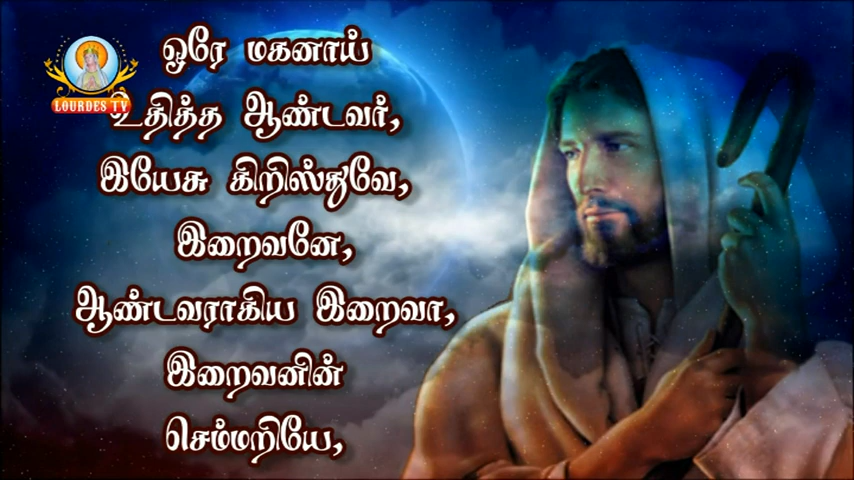 ஒரே மகனாய்
LOURDES TV
உதித்த ஆண்டவர்,
இயேசு கிறிஸ்துவே,
இறைவனே,
ஆண்டவராகிய இறைவா,
இறைவனின்
செம்மறியே,